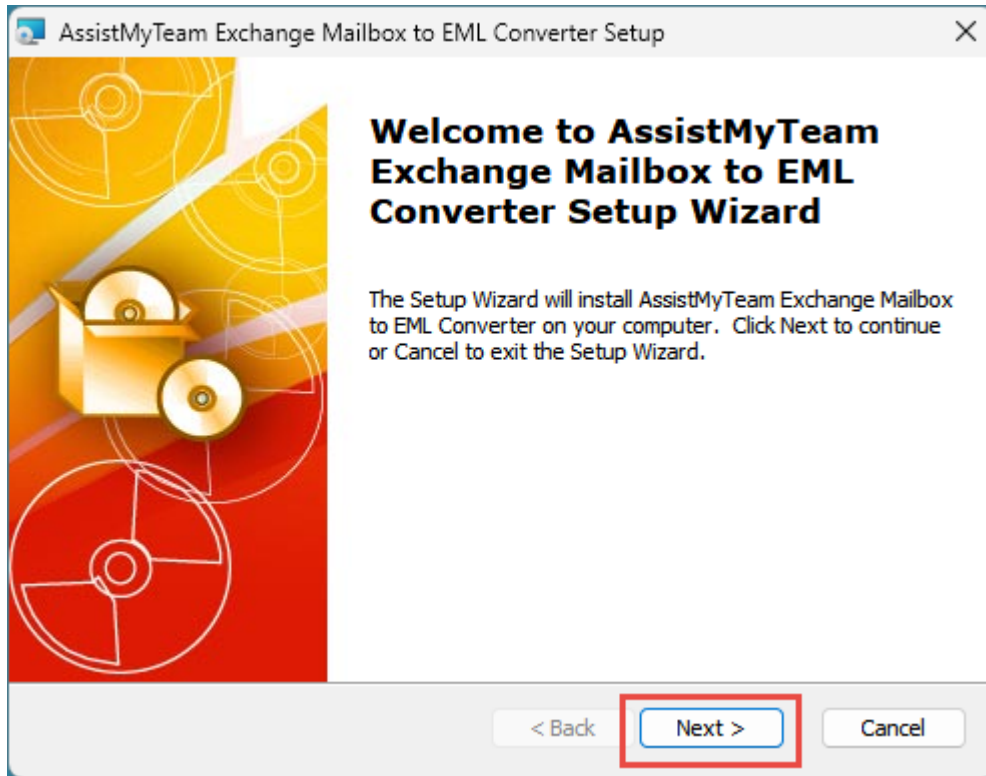 AssistMyTeam Exchange Mailbox to EML Converter Setup
Welcome to AssistMyTeam
Exchange Mailbox to EML
Converter Setup Wizard
The Setup Wizard will install AssistMyTeam Exchange Mailbox
to EML Converter on your computer.  Click Next to continue
or Cancel to exit the Setup Wizard.
< Back
Next >
Cancel